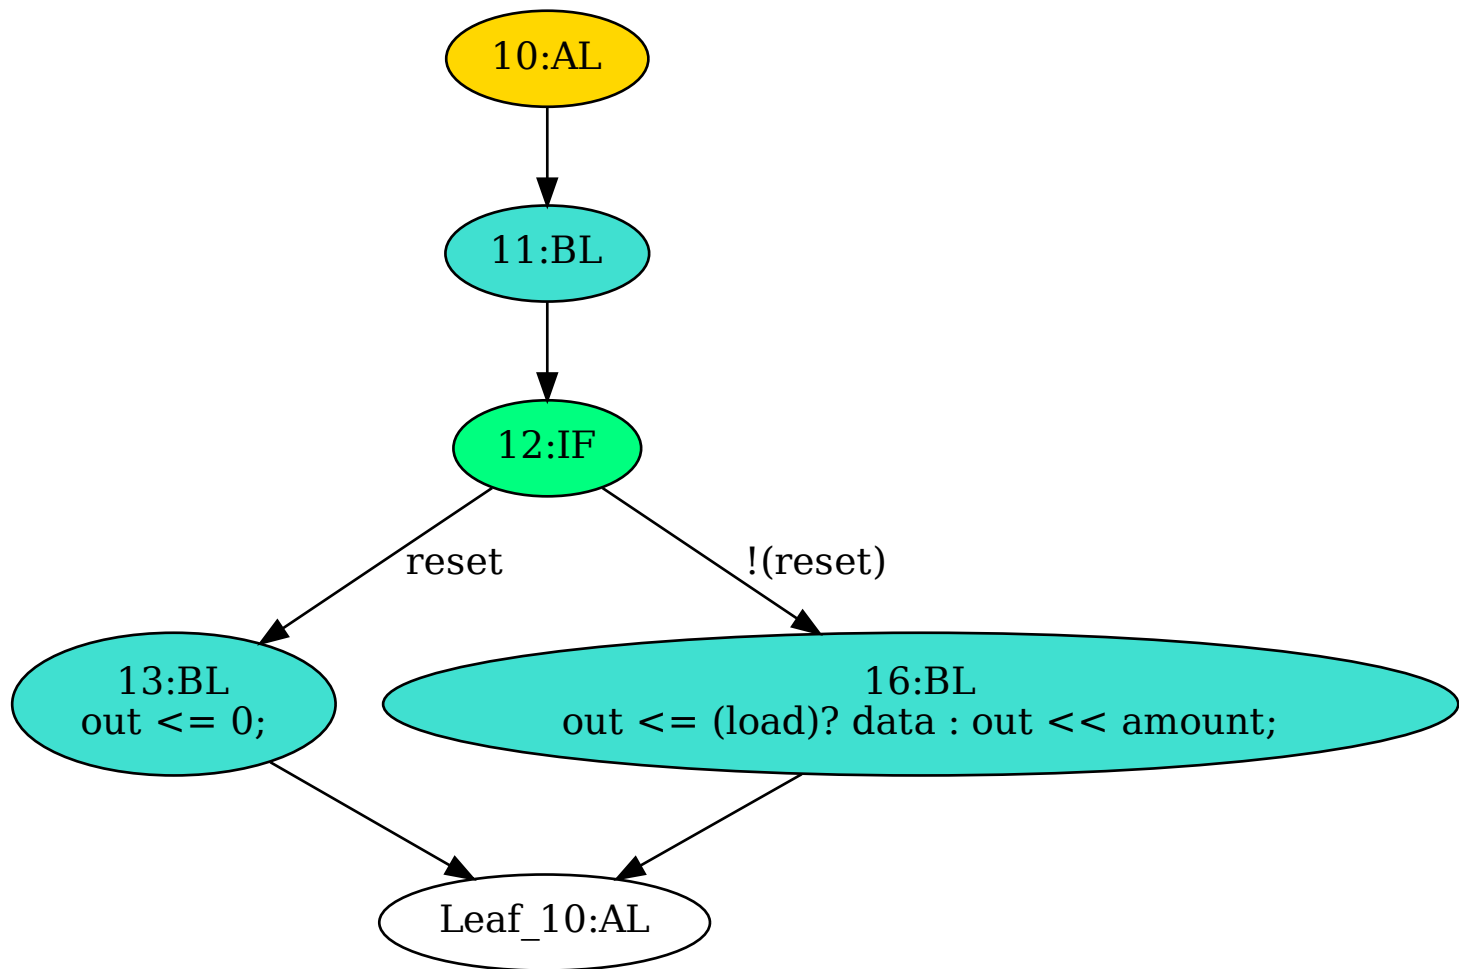 10:AL
11:BL
12:IF
reset
!(reset)
13:BL
out <= 0;
16:BL
out <= (load)? data : out << amount;
Leaf_10:AL